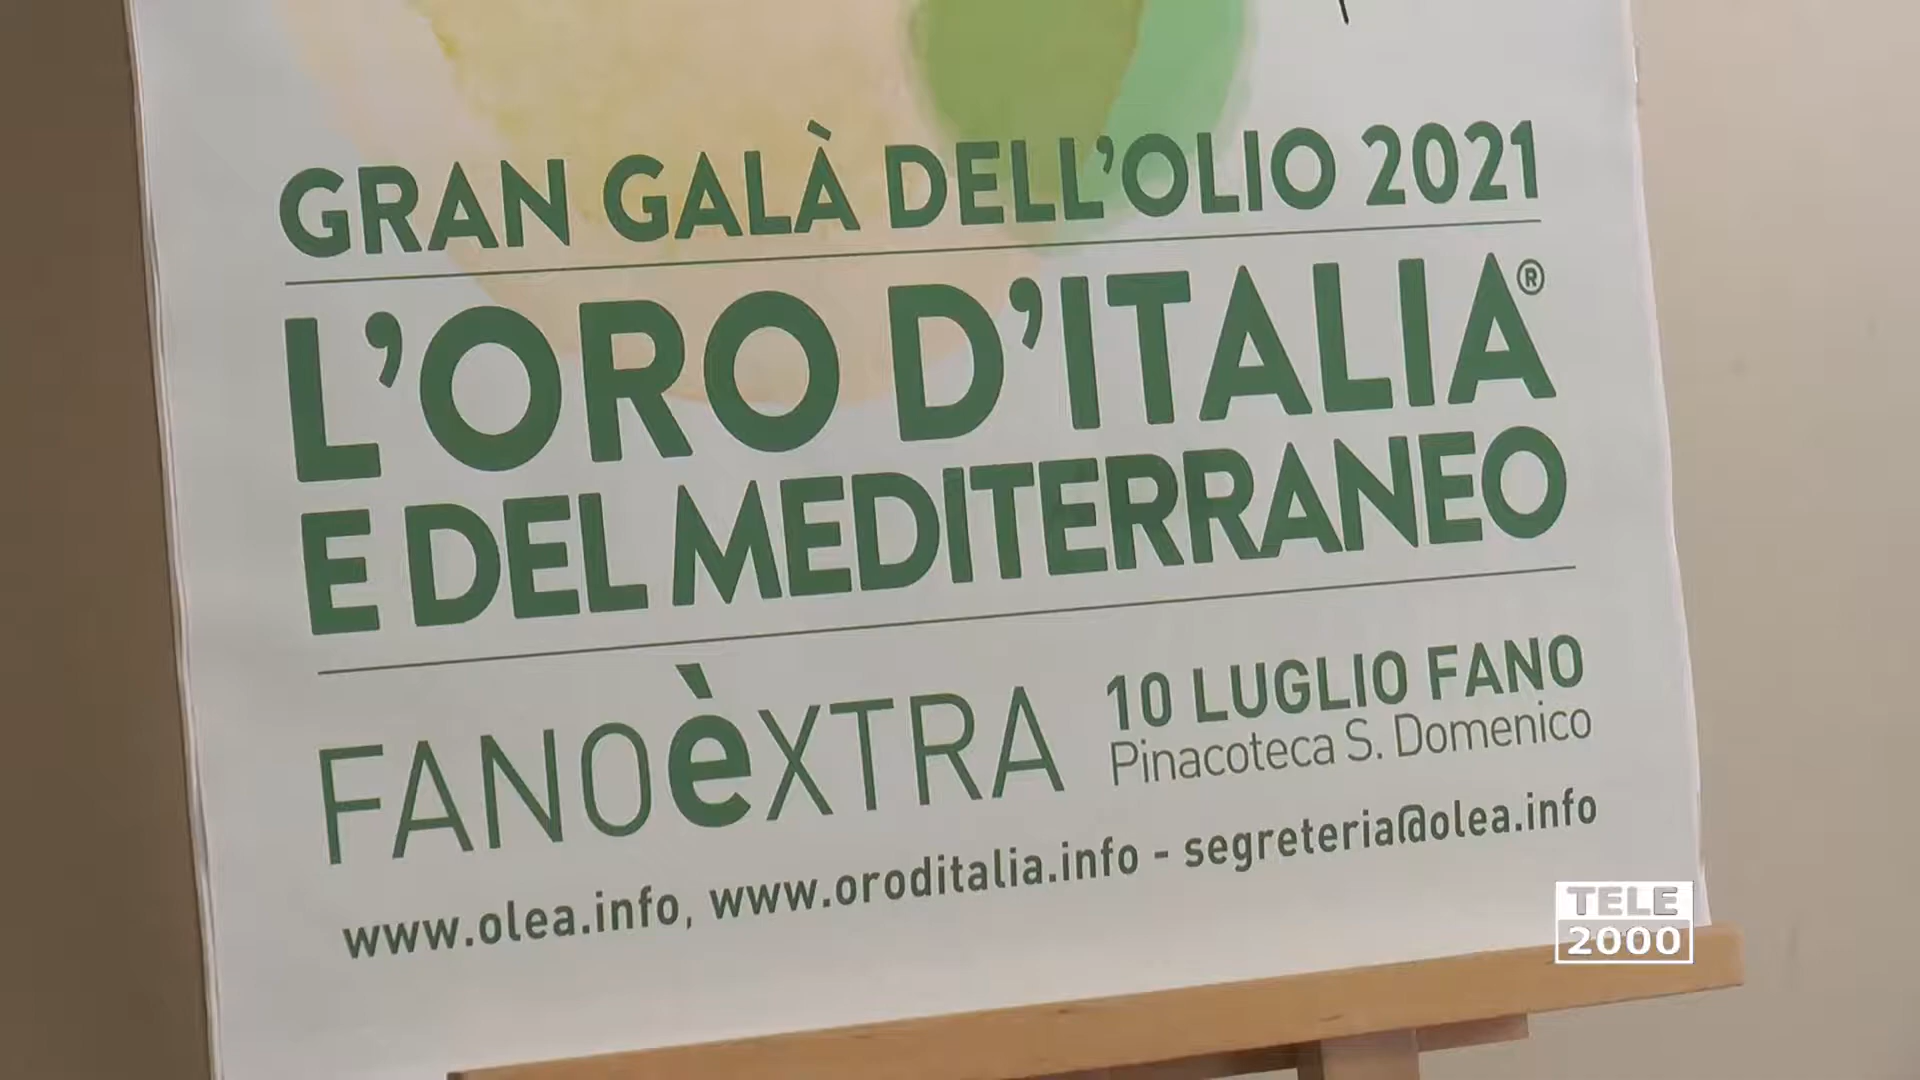 GRAN GALÀ DELL'OLIO 2021
L'ORO D'ITALIA®
E DEL MEDITERRANEO
FANOèXTRA
10 LUGLIO FANO
Pinacoteca S. Domenico
www.olea.info, www.oroditalia.info - segreteria@olea.info
TELE
2000